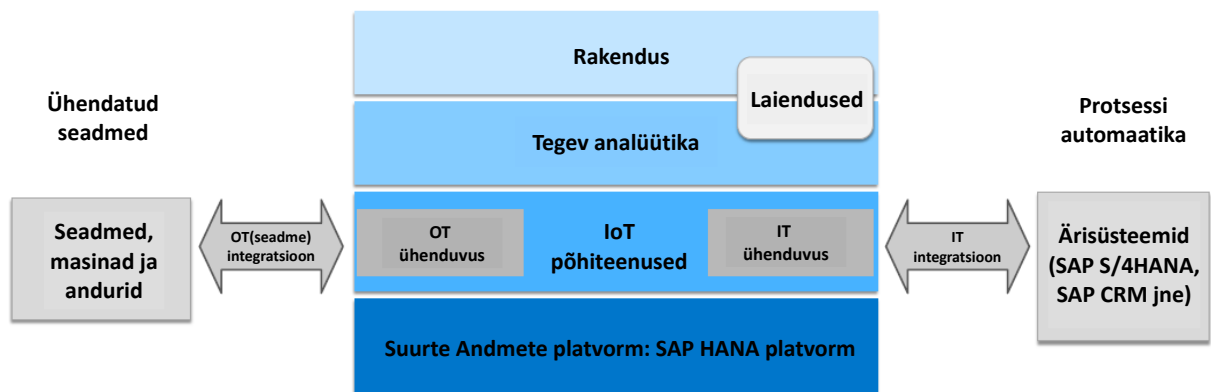 Rakendus
Laiendused
Ühendatud
seadmed
Protsessi
automaatika
Tegev analüütika
Seadmed,
masinad ja
andurid
OT(seadme)
integratsioon
OT
ühenduvus
IoT
põhiteenused
IT
ühenduvus
IT
integratsioon
Ärisüsteemid
(SAP S/4HANA,
SAP CRM jne)
Suurte Andmete platvorm: SAP HANA platvorm